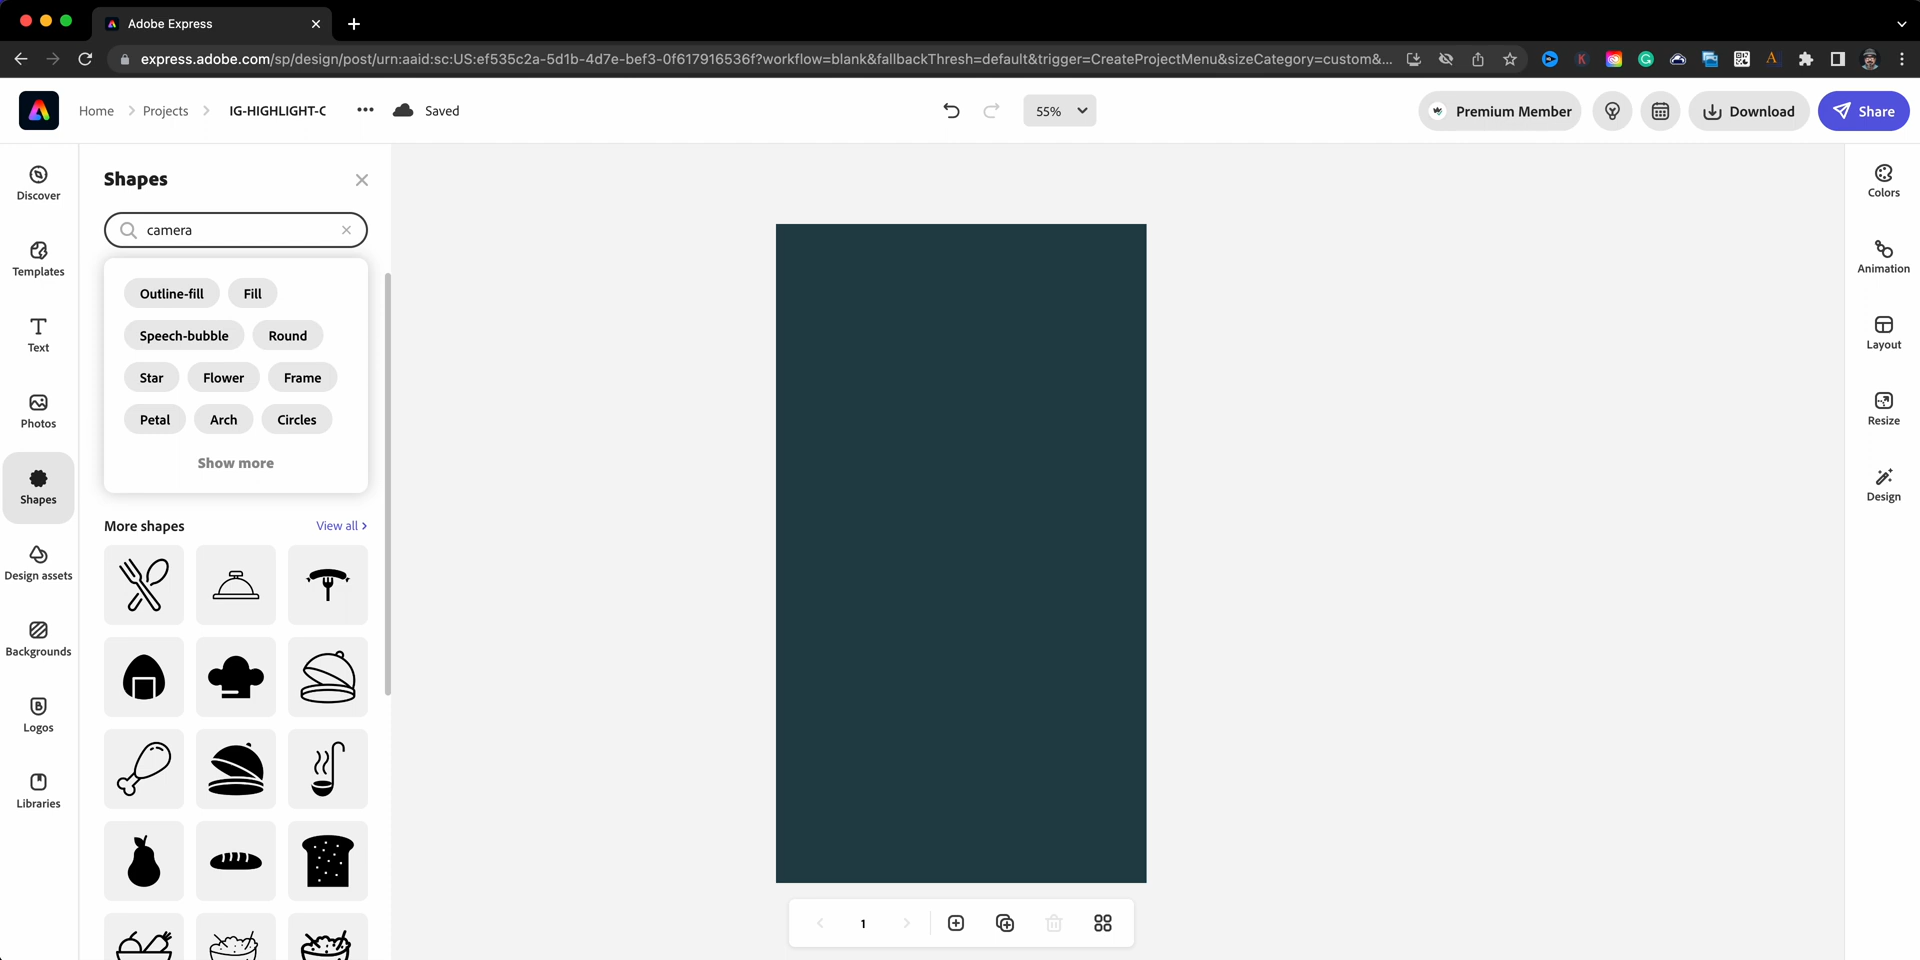 Adobe Express
express.adobe.com/sp/design/post/urn:aaid:sc:US:ef535c2a-5d1b-4d7e-bef3-0f617916536f?workflow=blank&fallbackThresh=default&trigger=CreateProjectMenu&sizeCategory=custom&...
Home
Projects
IG-HIGHLIGHT-C
Saved
55%
Premium Member
Download
Share
Discover
Templates
Text
Photos
Shapes
Design assets
Backgrounds
Logos
Libraries
Shapes
camera
Outline-fill Fill
Speech-bubble Round
Star Flower Frame
Petal Arch Circles
Show more
More shapes View all
1
Colors
Animation
Layout
Resize
Design